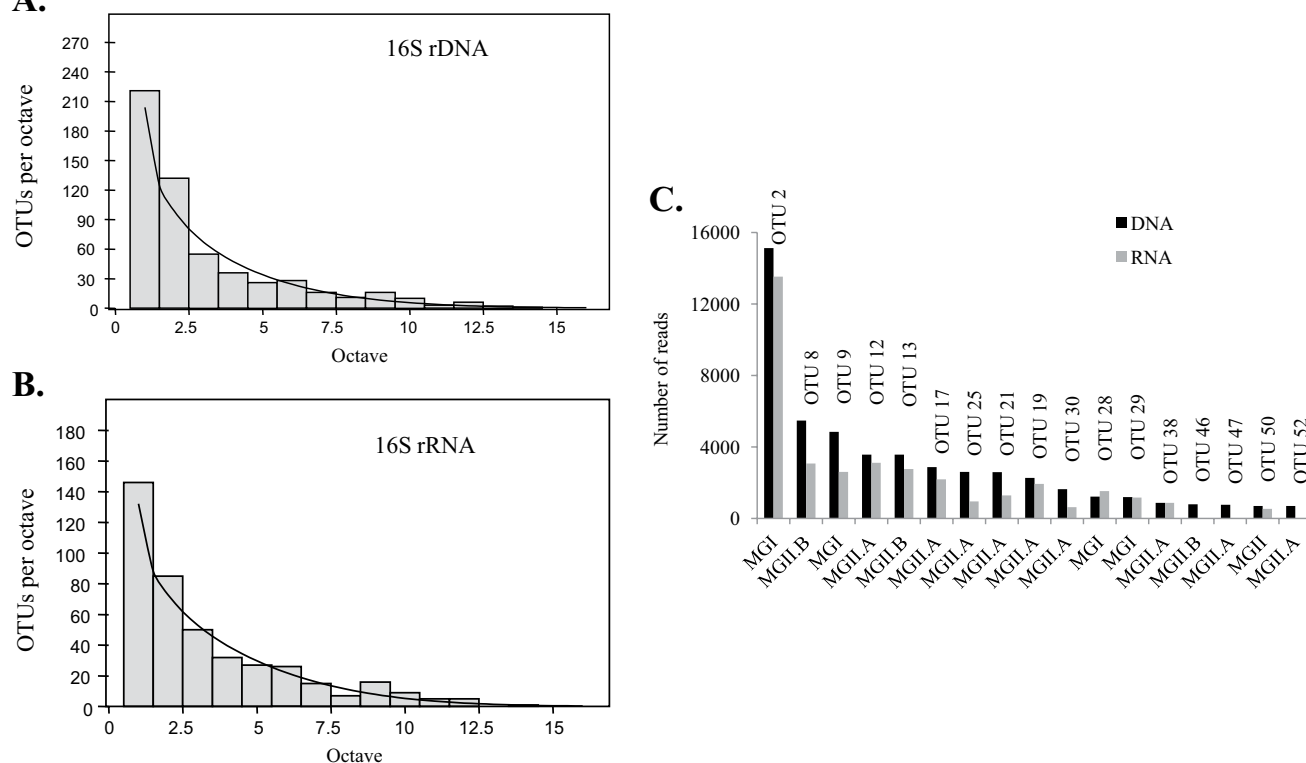 A.
16S rDNA
OTUs per octave
270
240
210
180
150
120
90
60
30
0
0 2.5 5 7.5 10 12.5 15
Octave
B.
16S rRNA
OTUs per octave
180
160
140
120
100
80
60
40
20
0
0 2.5 5 7.5 10 12.5 15
Octave
C.
DNA
RNA
Number of reads
16000
12000
8000
4000
0
OTU 2
OTU 8
OTU 9
OTU 12
OTU 13
OTU 17
OTU 25
OTU 21
OTU 19
OTU 30
OTU 28
OTU 29
OTU 38
OTU 46
OTU 47
OTU 50
OTU 52
MGI
MGII.B
MGI
MGII.A
MGII.B
MGII.A
MGII.A
MGII.A
MGII.A
MGII.A
MGI
MGI
MGII.A
MGII.B
MGII.A
MGII
MGII.A